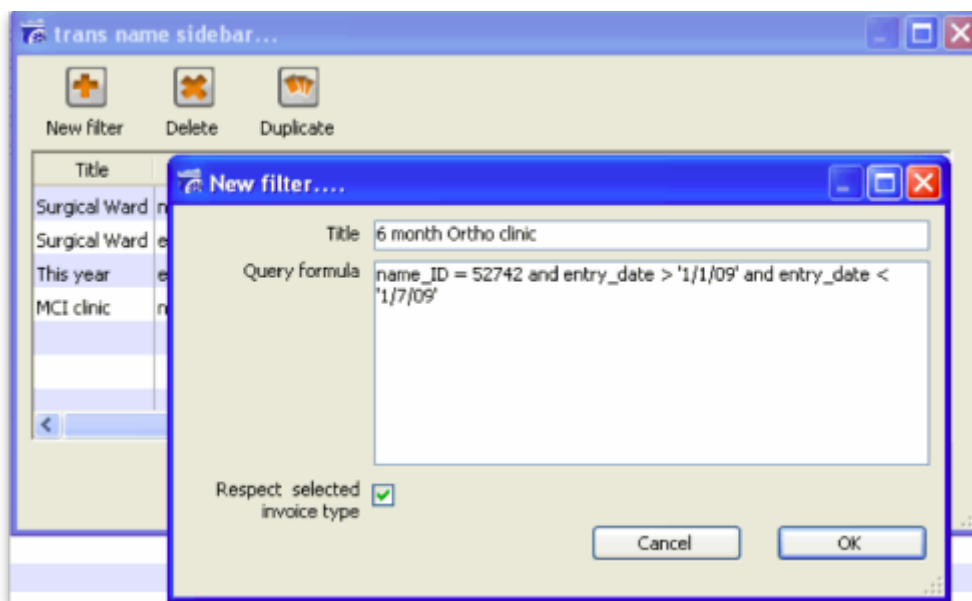 trans name sidebar...
New filter
Delete
Duplicate
Title
Surgical Ward n
Surgical Ward e
This year e
MCI clinic n
New filter....
Title 6 month Ortho clinic
Query formula name_ID = 52742 and entry_date > '1/1/09' and entry_date <
'1/7/09'
Respect selected
invoice type
Cancel
OK